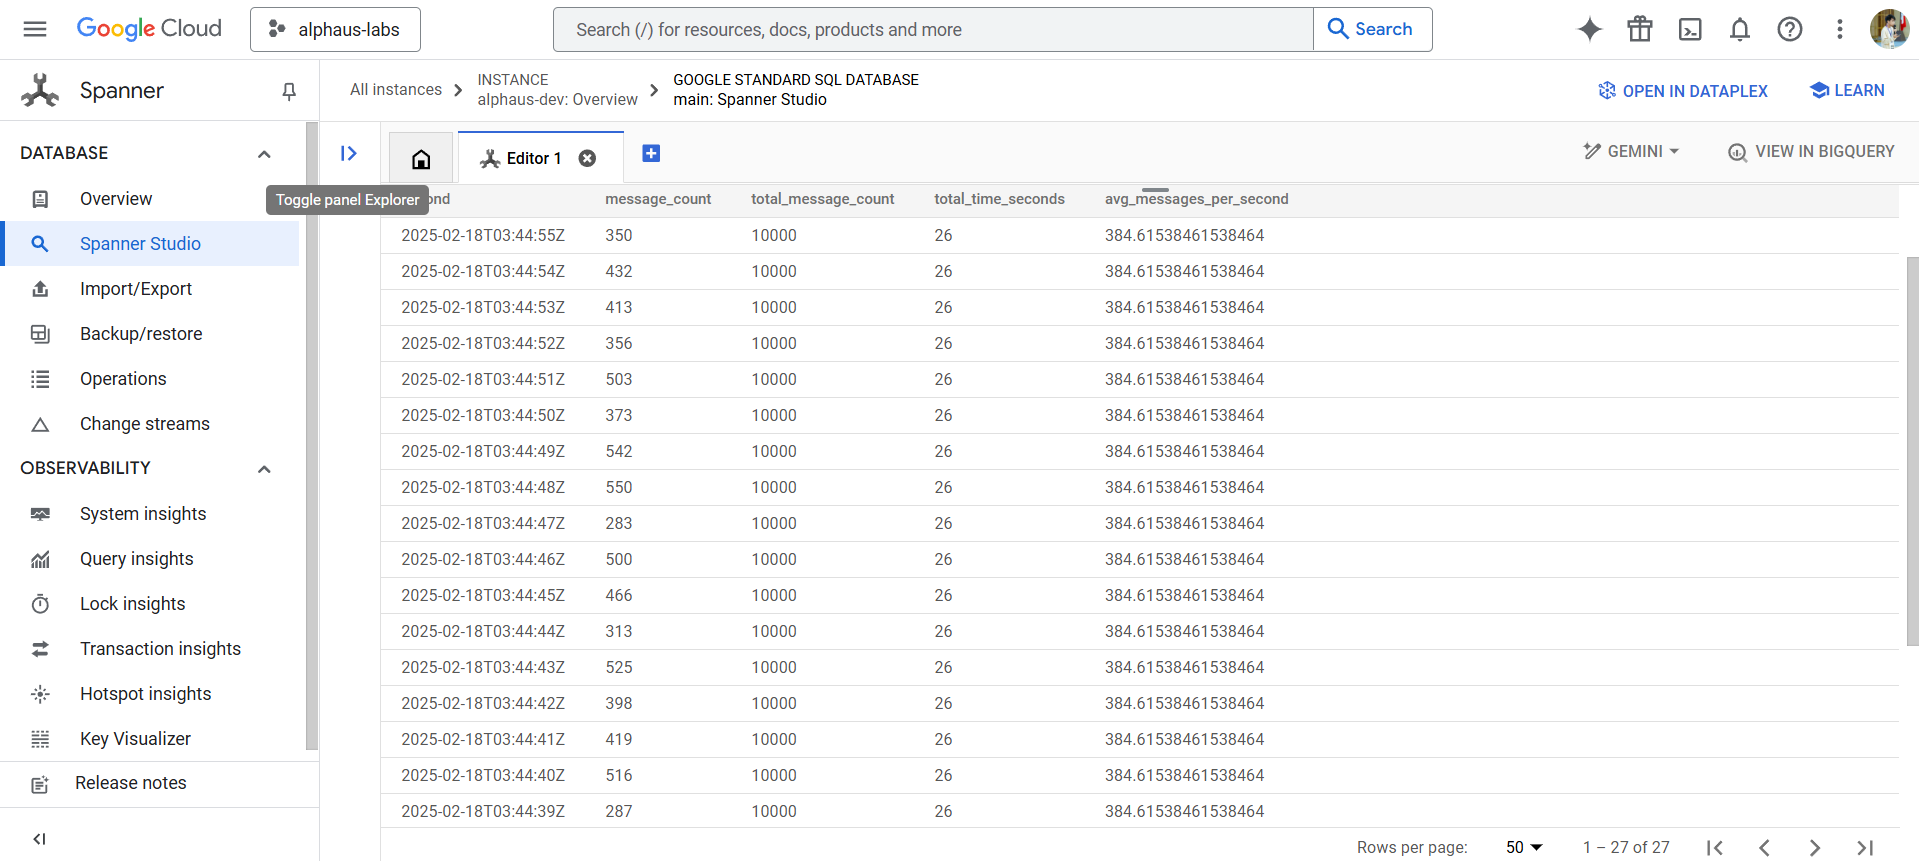 Google Cloud
alphaus-labs
Search (/) for resources, docs, products and more
Search
Spanner
All instances
INSTANCE
alphaus-dev: Overview
GOOGLE STANDARD SQL DATABASE
main: Spanner Studio
OPEN IN DATAPLEX
LEARN
DATABASE
Overview
Spanner Studio
Import/Export
Backup/restore
Operations
Change streams
OBSERVABILITY
System insights
Query insights
Lock insights
Transaction insights
Hotspot insights
Key Visualizer
Release notes
Editor 1
GEMINI
VIEW IN BIGQUERY
Toggle panel Explorer
ond message_count total_message_count total_time_seconds avg_messages_per_second
2025-02-18T03:44:55Z 350 10000 26 384.61538461538464
2025-02-18T03:44:54Z 432 10000 26 384.61538461538464
2025-02-18T03:44:53Z 413 10000 26 384.61538461538464
2025-02-18T03:44:52Z 356 10000 26 384.61538461538464
2025-02-18T03:44:51Z 503 10000 26 384.61538461538464
2025-02-18T03:44:50Z 373 10000 26 384.61538461538464
2025-02-18T03:44:49Z 542 10000 26 384.61538461538464
2025-02-18T03:44:48Z 550 10000 26 384.61538461538464
2025-02-18T03:44:47Z 283 10000 26 384.61538461538464
2025-02-18T03:44:46Z 500 10000 26 384.61538461538464
2025-02-18T03:44:45Z 466 10000 26 384.61538461538464
2025-02-18T03:44:44Z 313 10000 26 384.61538461538464
2025-02-18T03:44:43Z 525 10000 26 384.61538461538464
2025-02-18T03:44:42Z 398 10000 26 384.61538461538464
2025-02-18T03:44:41Z 419 10000 26 384.61538461538464
2025-02-18T03:44:40Z 516 10000 26 384.61538461538464
2025-02-18T03:44:39Z 287 10000 26 384.61538461538464
Rows per page: 50 1 – 27 of 27